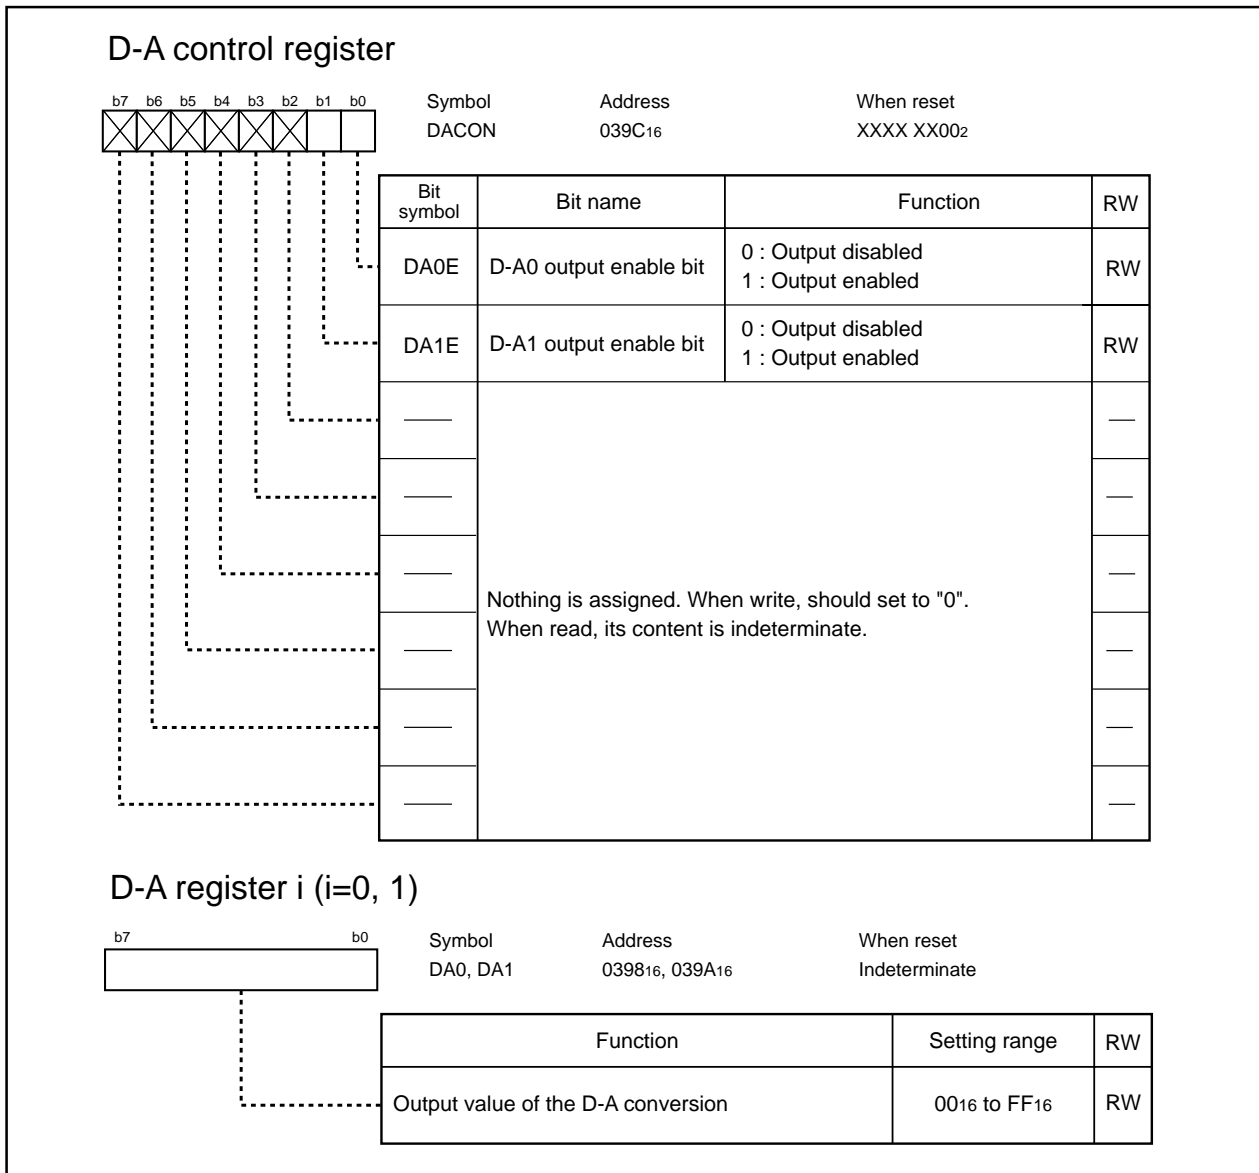 D-A control register
b7 b6 b5 b4 b3 b2 b1 b0
Symbol Address When reset
DACON 039C16 XXXX XX002
Bit symbol Bit name Function RW
DA0E D-A0 output enable bit 0 : Output disabled RW
1 : Output enabled
DA1E D-A1 output enable bit 0 : Output disabled RW
1 : Output enabled
Nothing is assigned. When write, should set to "0".
When read, its content is indeterminate.
D-A register i (i=0, 1)
b7 b0
Symbol Address When reset
DA0, DA1 039816, 039A16 Indeterminate
Function Setting range RW
Output value of the D-A conversion 0016 to FF16 RW